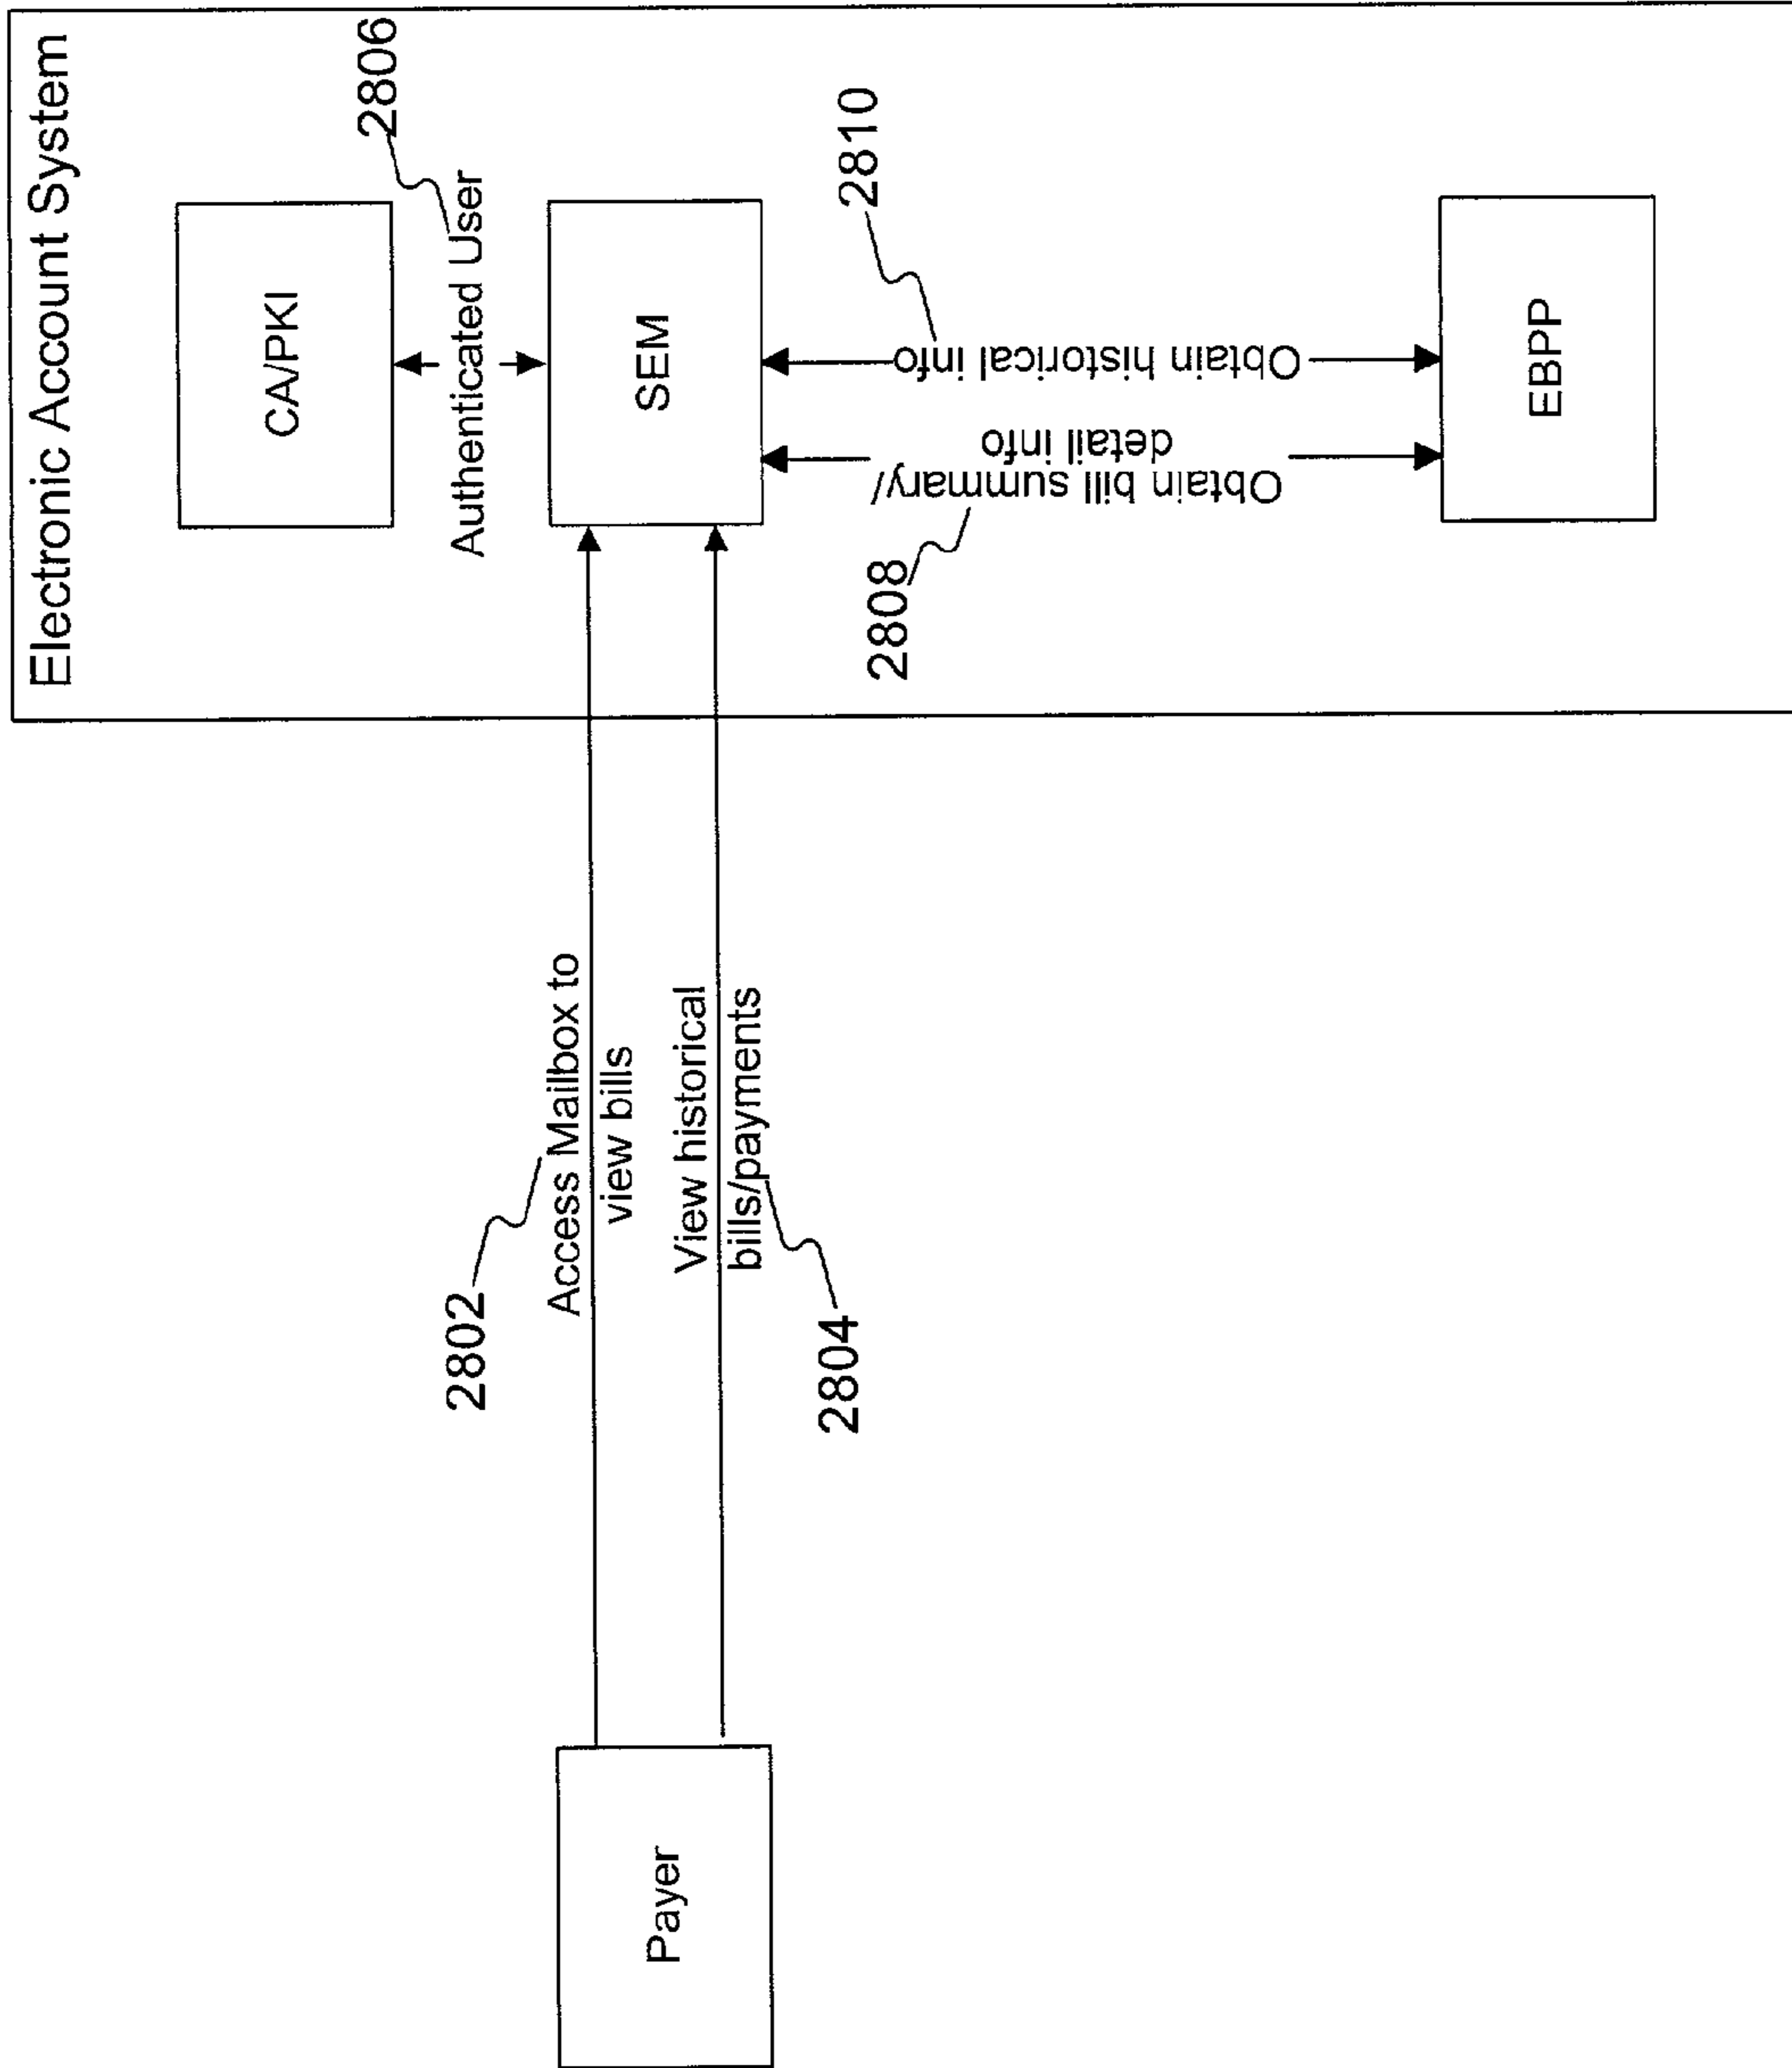 Electronic Account System
CA/PKI
2806
Authenticated User
SEM
2802
Access Mailbox to
view bills
View historical
bills/payments
2804
Payer
2808
Obtain bill summary/
detail info
Obtain historical info
2810
EBPP